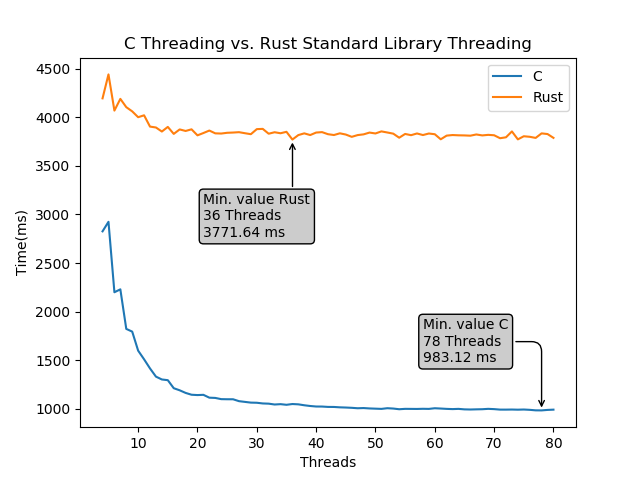 C Threading vs. Rust Standard Library Threading
C
Rust
4500
4000
3500
3000
2500
2000
1500
1000
Time(ms)
Min. value Rust
36 Threads
3771.64 ms
Min. value C
78 Threads
983.12 ms
10 20 30 40 50 60 70 80
Threads